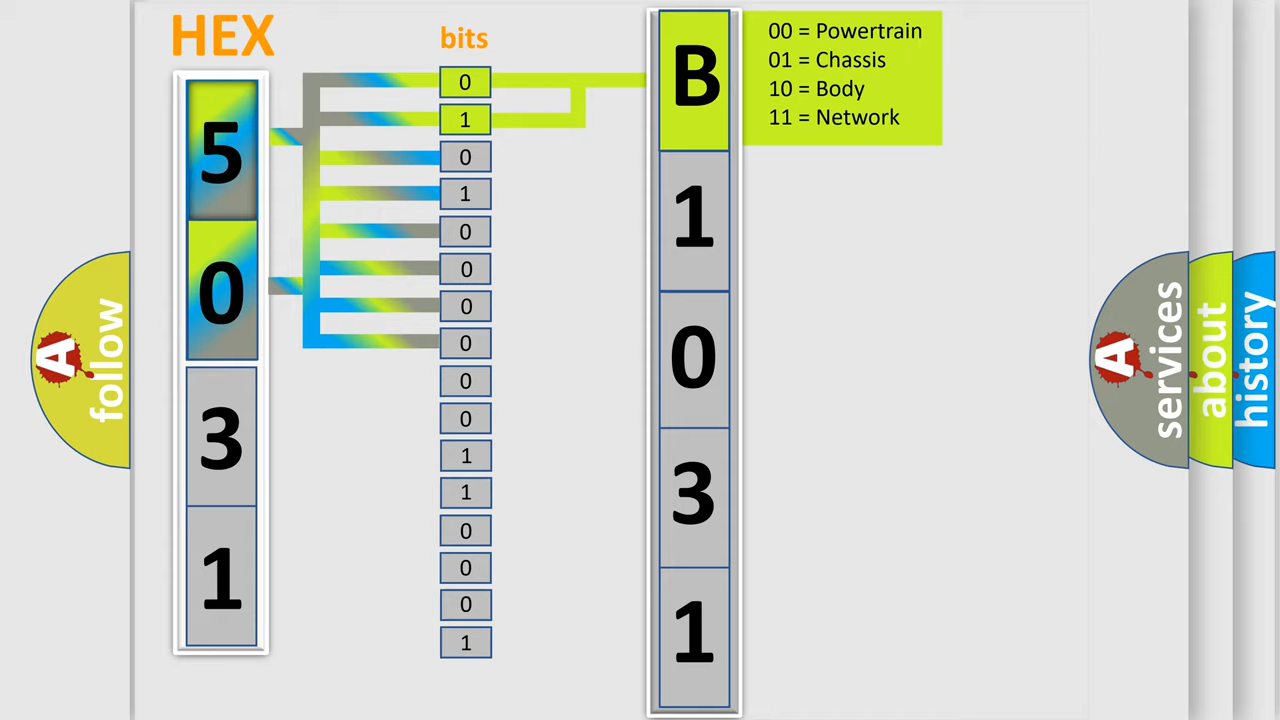 HEX
5
0
3
1
bits
0
1
0
1
0
0
0
0
0
0
1
1
0
0
0
1
B
1
0
3
1
00 = Powertrain
01 = Chassis
10 = Body
11 = Network
A
follow
A
services
about
history